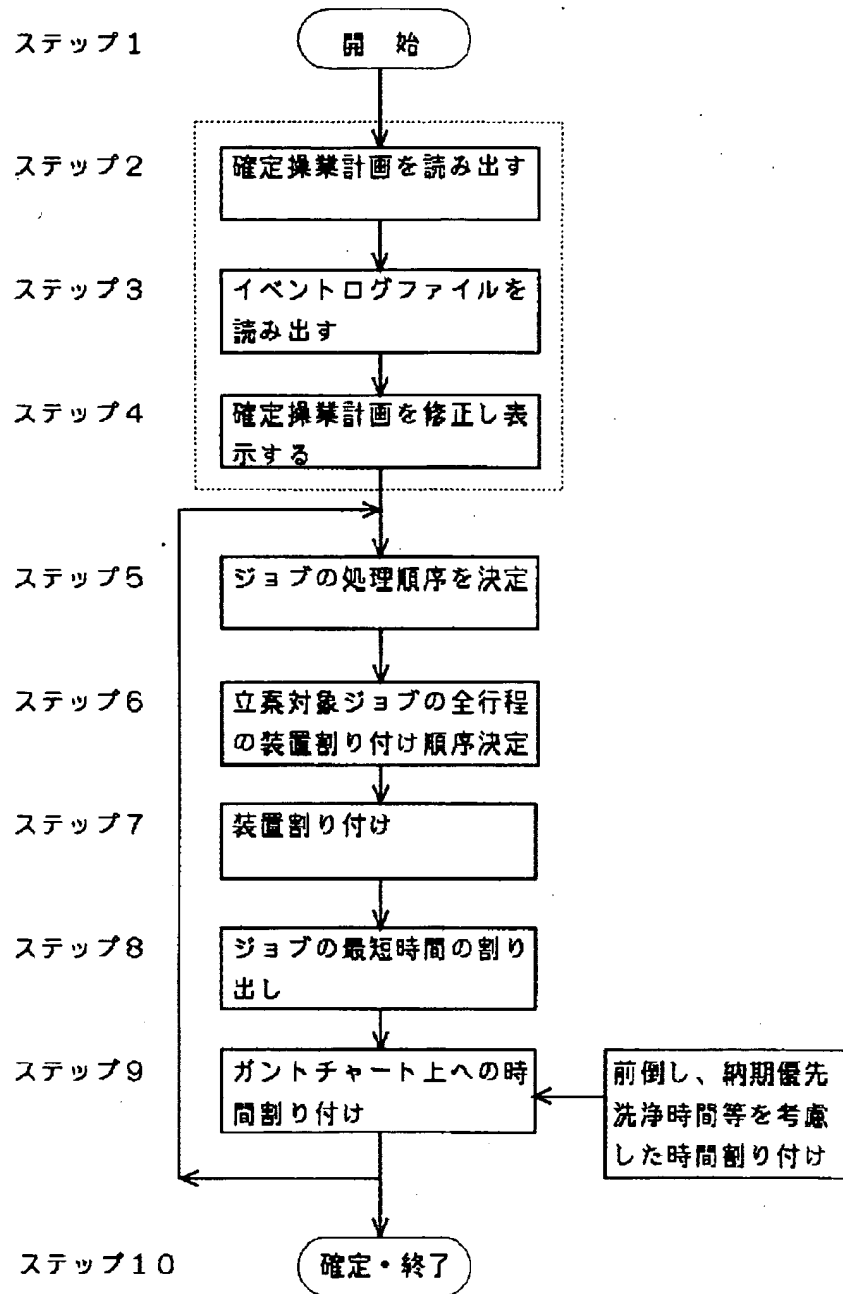 ステップ1
開 始
ステップ2
確定操業計画を読み出す
ステップ3
イベントログファイルを
読み出す
ステップ4
確定操業計画を修正し表
示する
ステップ5
ジョブの処理順序を決定
ステップ6
立案対象ジョブの全行程
の装置割り付け順序決定
ステップ7
装置割り付け
ステップ8
ジョブの最短時間の割り
出し
ステップ9
ガントチャート上への時
間割り付け
前倒し、納期優先
洗浄時間等を考慮
した時間割り付け
ステップ10
確定・終了